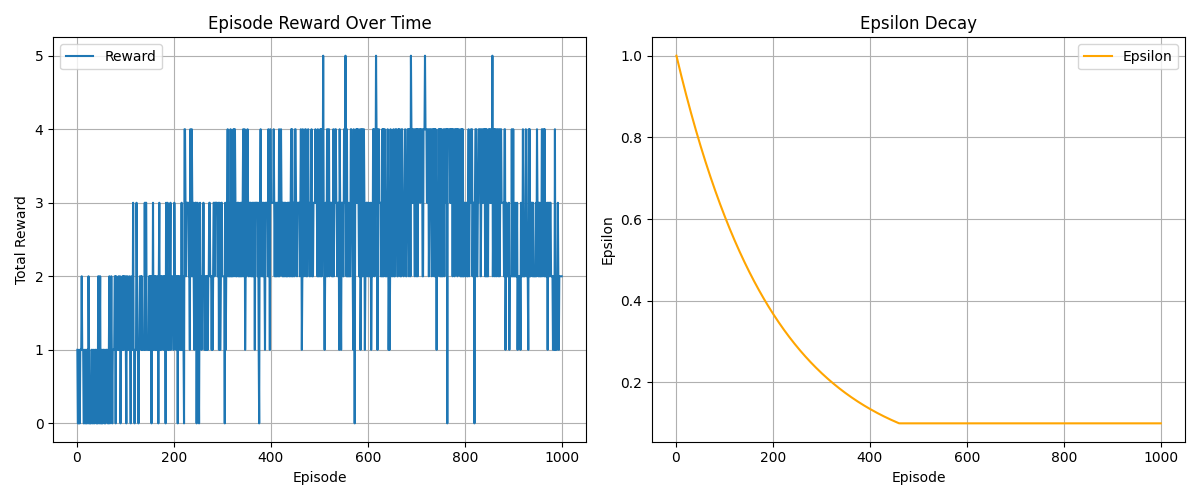 Episode Reward Over Time
Reward
Total Reward
5
4
3
2
1
0
0 200 400 600 800 1000
Episode
Epsilon Decay
Epsilon
Epsilon
1.0
0.8
0.6
0.4
0.2
0 200 400 600 800 1000
Episode